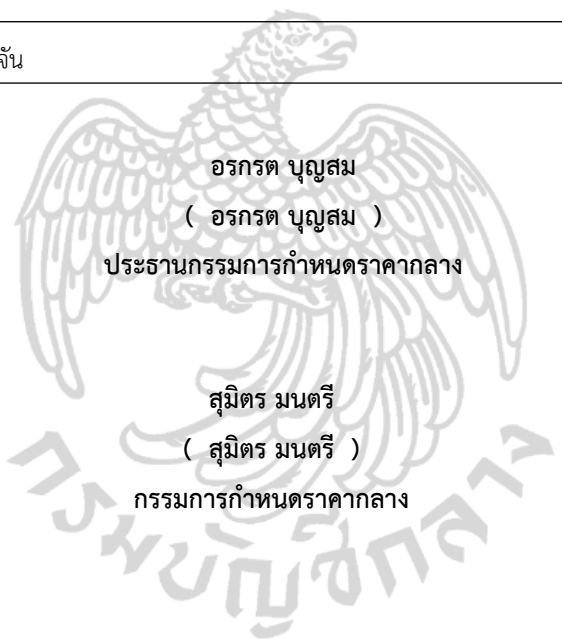 จัน
อรกรต บุญสม
( อรกรต บุญสม )
ประธานกรรมการกำหนดราคากลาง
สุมิตร มนตรี
( สุมิตร มนตรี )
กรรมการกำหนดราคากลาง
กรมบัญชีกลาง